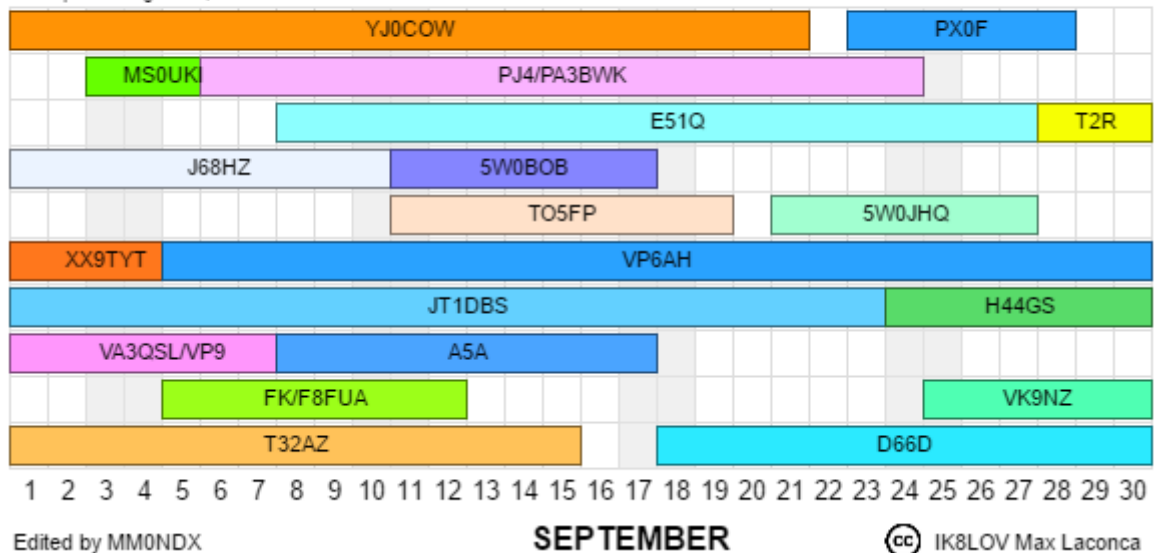 YJ0COW PX0F
MS0UKI PJ4/PA3BWK
E51Q T2R
J68HZ 5W0BOB
TO5FP 5W0JHQ
XX9TYT VP6AH
JT1DBS H44GS
VA3QSL/VP9 A5A
FK/F8FUA VK9NZ
T32AZ D66D
1 2 3 4 5 6 7 8 9 10 11 12 13 14 15 16 17 18 19 20 21 22 23 24 25 26 27 28 29 30
Edited by MM0NDX SEPTEMBER cc IK8LOV Max Laconca